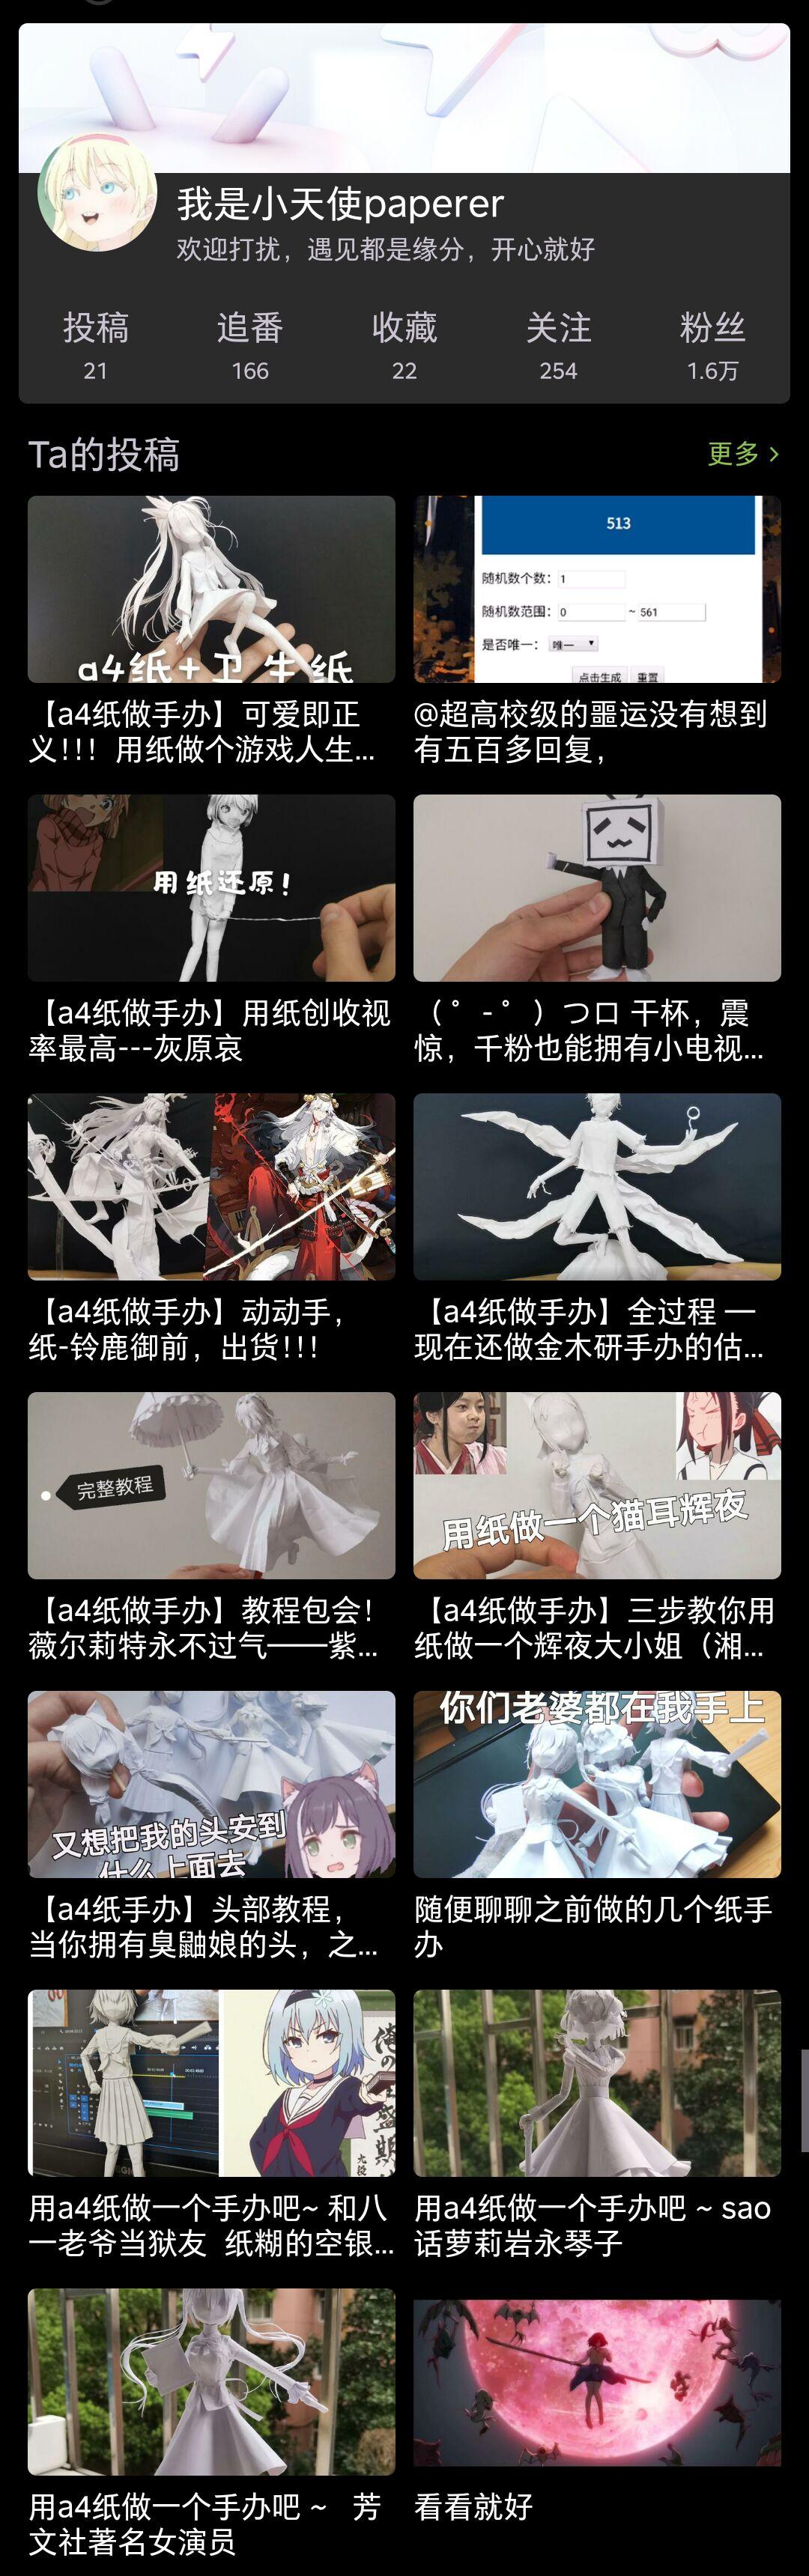 我是小天使paperer
欢迎打扰，遇见都是缘分，开心就好
投稿 追番 收藏 关注 粉丝
21 166 22 254 1.6万
Ta的投稿 更多 >
a4纸+卫生纸
【a4纸做手办】可爱即正
义!!! 用纸做个游戏人生...
513
随机数个数： 1
随机数范围： 0 ~ 561
是否唯一： 唯一
点击生成 重置
@超高校级的噩运没有想到
有五百多回复，
用纸还原！
【a4纸做手办】用纸创收视
率最高---灰原哀
（ ゜- ゜）つロ 干杯，震
惊，千粉也能拥有小电视...
【a4纸做手办】动动手，
纸-铃鹿御前，出货!!!
【a4纸做手办】全过程 一
现在还做金木研手办的估...
完整教程
【a4纸做手办】教程包会！
薇尔莉特永不过气——紫...
用纸做一个猫耳辉夜
【a4纸做手办】三步教你用
纸做一个辉夜大小姐（湘...
又想把我的头安到
什么上面去
【a4纸手办】头部教程，
当你拥有臭鼬娘的头，之...
你们老婆都在我手上
随便聊聊之前做的几个纸手
办
用a4纸做一个手办吧~ 和八
一老爷当狱友 纸糊的空银...
用a4纸做一个手办吧 ~ sao
话萝莉岩永琴子
用a4纸做一个手办吧 ~ 芳
文社著名女演员
看看就好